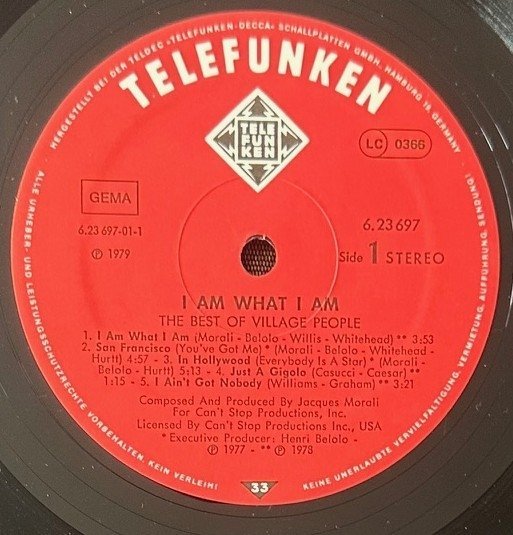 HERGESTELLT BEI DER TELDEC »TELEFUNKEN-DECCA« SCHALLPLATTEN GMBH, HAMBURG 19, GERMANY
TELEFUNKEN
TELE
FUN
KEN
LC 0366
GEMA
6.23 697-01-1
℗ 1979
6.23697
Side 1 STEREO
I AM WHAT I AM
THE BEST OF VILLAGE PEOPLE
1. I Am What I Am (Morali - Belolo - Willis - Whitehead) ** 3:53
2. San Francisco (You've Got Me) * (Morali - Belolo - Whitehead -
Hurtt) 4:57 - 3. In Hollywood (Everybody Is A Star) * (Morali
- Belolo - Hurtt) 5:13 - 4. Just A Gigolo (Casucci - Caesar) **
1:15 - 5. I Ain't Got Nobody (Williams - Graham) ** 3:21
Composed And Produced By Jacques Morali
For Can't Stop Productions, Inc.
Licensed By Can't Stop Productions Inc., USA
* Executive Producer: Henri Belolo -
℗ 1977 - ** ℗ 1978
33
ALLE URHEBER- UND LEISTUNGSSCHUTZRECHTE VORBEHALTEN KEIN VERLEIH!
KEINE UNERLAUBTE VERVIELFÄLTIGUNG, VERMIETUNG, AUFFÜHRUNG, SENDUNG!